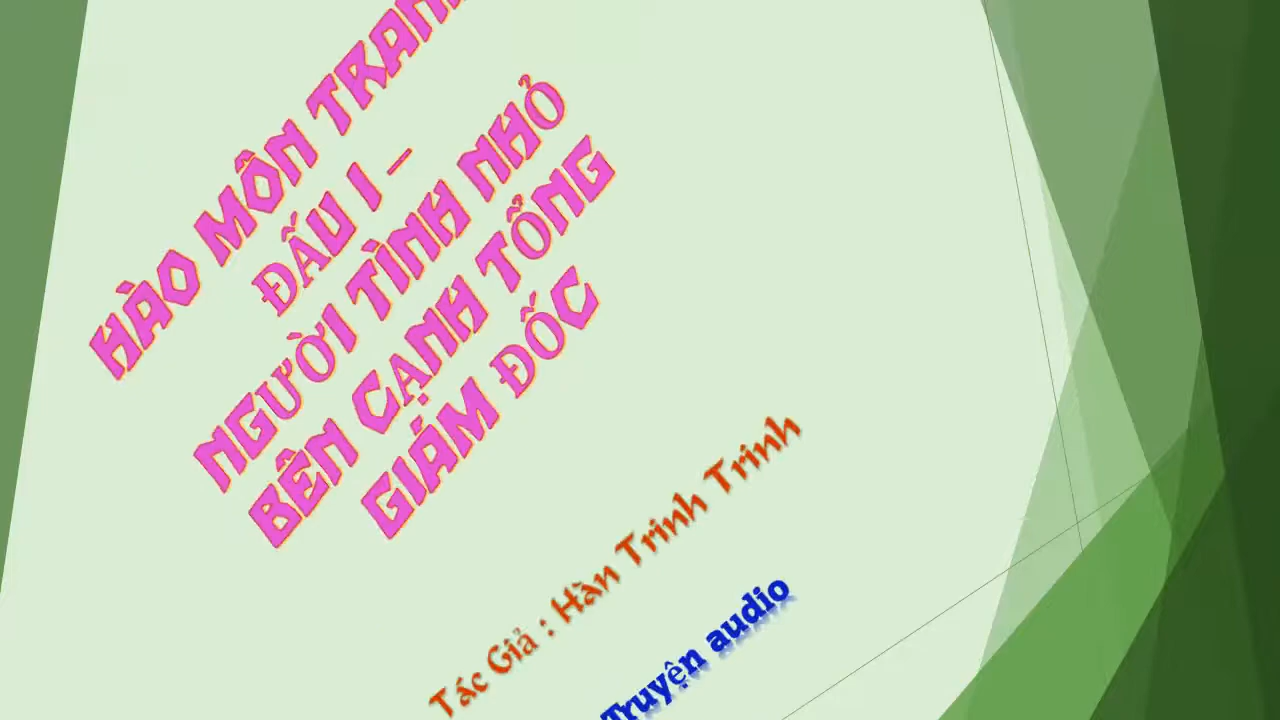 HÀO MÔN TRANH
ĐẤU I –
NGƯỜI TÌNH NHỎ
BÊN CẠNH TỔNG
GIÁM ĐỐC
Tác Giả : Hàn Trinh Trinh
Truyện audio